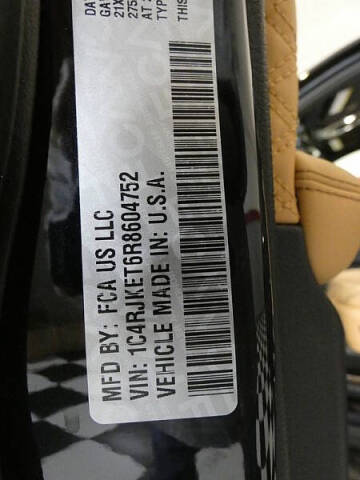 MFD BY: FCA US LLC
VIN: 1C4RJKET6R8604752
VEHICLE MADE IN: U.S.A.